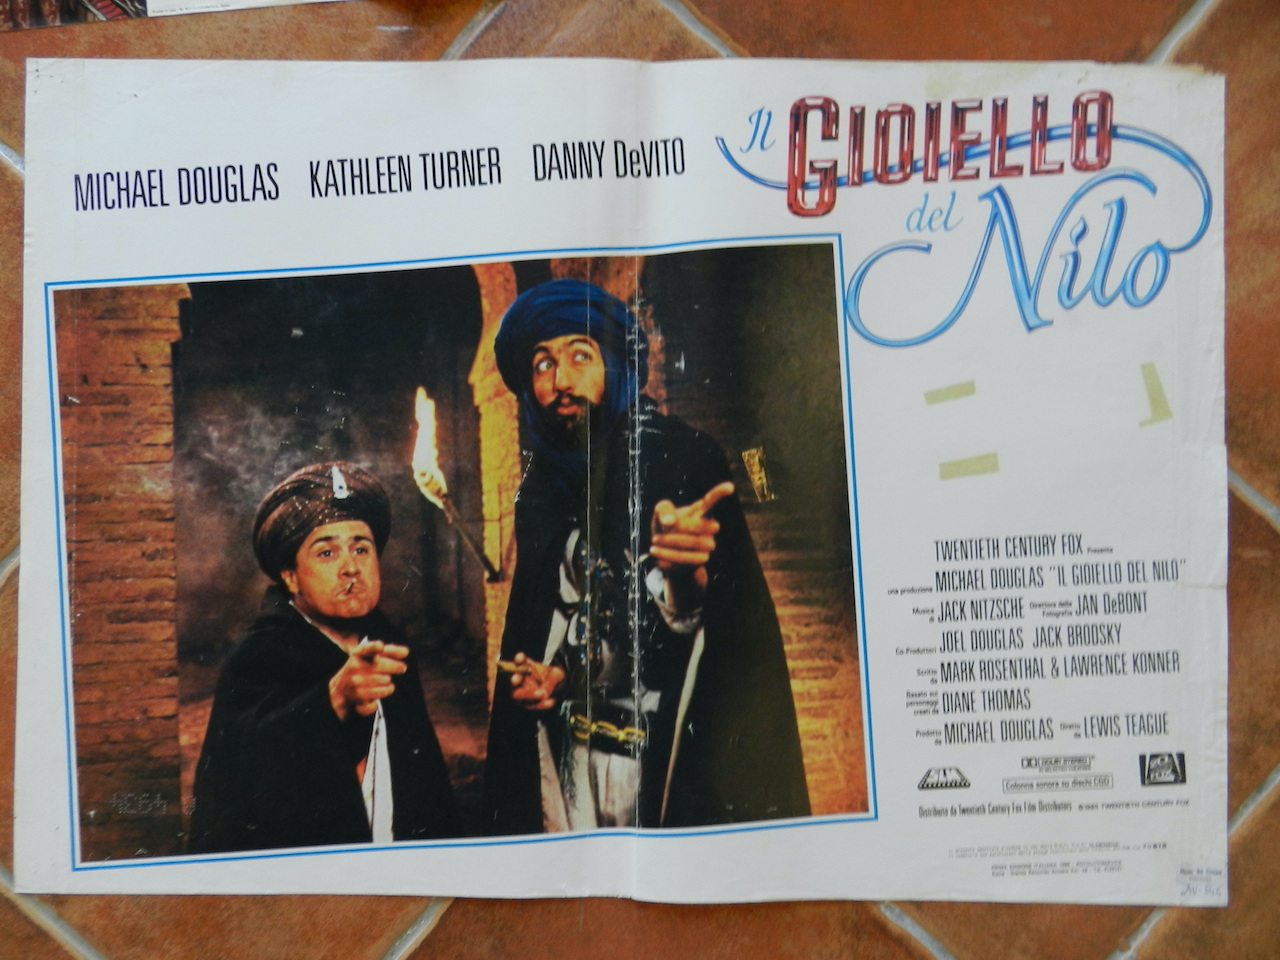 MICHAEL DOUGLAS KATHLEEN TURNER DANNY DeVITO
Il GIOIELLO
del
Nilo
TWENTIETH CENTURY FOX Presenta
una produzione MICHAEL DOUGLAS "IL GIOIELLO DEL NILO"
Musica di JACK NITZSCHE Direttore della Fotografia JAN DeBONT
Co-Produttori JOEL DOUGLAS JACK BRODSKY
Scritto da MARK ROSENTHAL & LAWRENCE KONNER
Basato sui personaggi creati da DIANE THOMAS
Prodotto da MICHAEL DOUGLAS Diretto da LEWIS TEAGUE
DOLBY STEREO
Colonna sonora su dischi CGD
Distribuito da Twentieth Century Fox Film Distributors © 1985 TWENTIETH CENTURY FOX